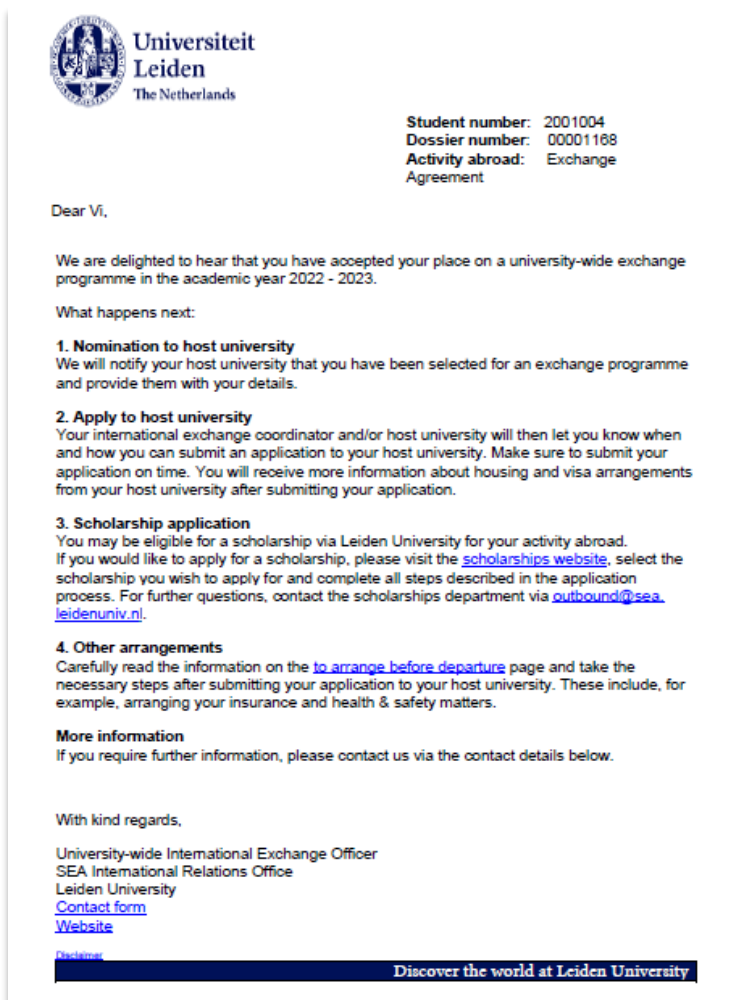 Universiteit
Leiden
The Netherlands
Student number: 2001004
Dossier number: 00001168
Activity abroad: Exchange
Agreement
Dear Vi,
We are delighted to hear that you have accepted your place on a university-wide exchange
programme in the academic year 2022 - 2023.
What happens next:
1. Nomination to host university
We will notify your host university that you have been selected for an exchange programme
and provide them with your details.
2. Apply to host university
Your international exchange coordinator and/or host university will then let you know when
and how you can submit an application to your host university. Make sure to submit your
application on time. You will receive more information about housing and visa arrangements
from your host university after submitting your application.
3. Scholarship application
You may be eligible for a scholarship via Leiden University for your activity abroad.
If you would like to apply for a scholarship, please visit the scholarships website, select the
scholarship you wish to apply for and complete all steps described in the application
process. For further questions, contact the scholarships department via outbound@sea.
leidenuniv.nl.
4. Other arrangements
Carefully read the information on the to arrange before departure page and take the
necessary steps after submitting your application to your host university. These include, for
example, arranging your insurance and health & safety matters.
More information
If you require further information, please contact us via the contact details below.
With kind regards,
University-wide International Exchange Officer
SEA International Relations Office
Leiden University
Contact form
Website
Disclaimer
Discover the world at Leiden University